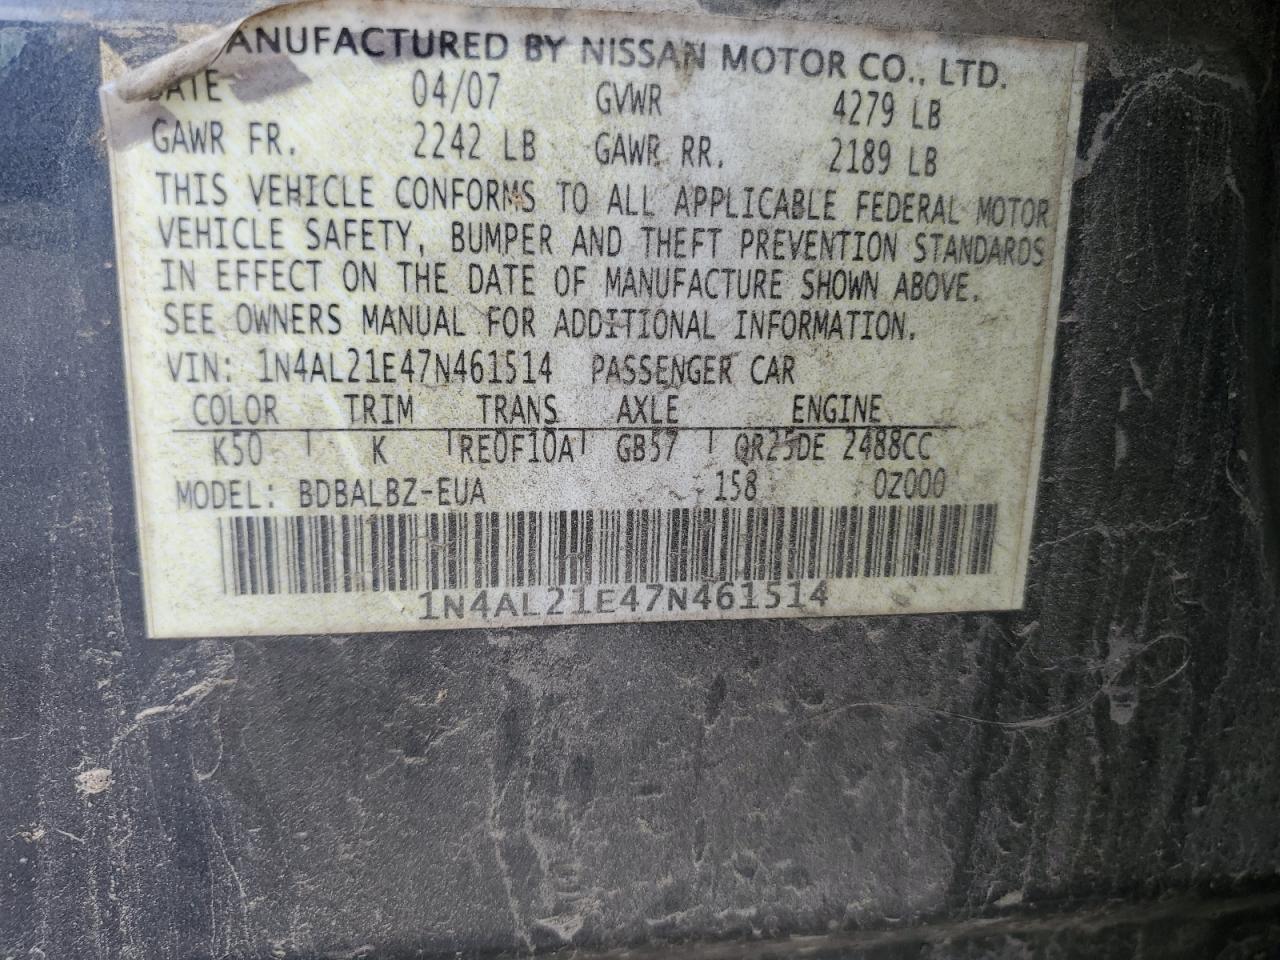 ANUFACTURED BY NISSAN MOTOR CO., LTD.
DATE 04/07 GVWR 4279 LB
GAWR FR. 2242 LB GAWR RR. 2189 LB
THIS VEHICLE CONFORMS TO ALL APPLICABLE FEDERAL MOTOR
VEHICLE SAFETY, BUMPER AND THEFT PREVENTION STANDARDS
IN EFFECT ON THE DATE OF MANUFACTURE SHOWN ABOVE.
SEE OWNERS MANUAL FOR ADDITIONAL INFORMATION.
VIN: 1N4AL21E47N461514 PASSENGER CAR
COLOR TRIM TRANS AXLE ENGINE
K50 K RE0F10A GB57 QR25DE 2488CC
MODEL: BDBALBZ-EUA 158 0Z000
1N4AL21E47N461514